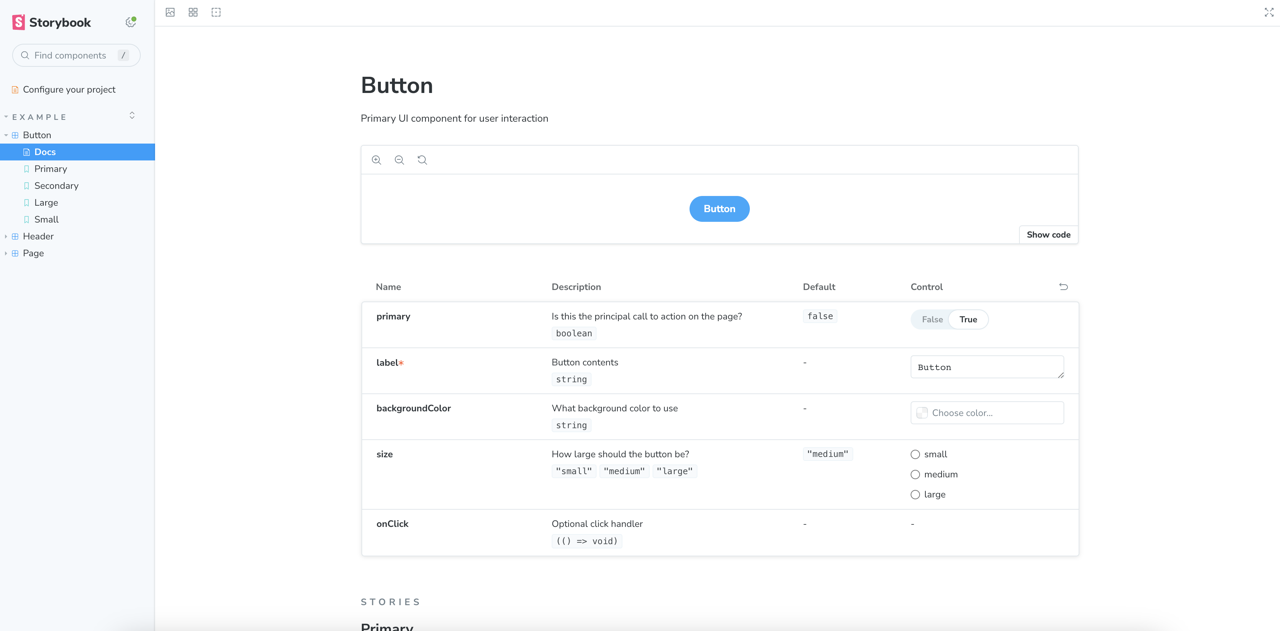 Storybook
Find components /
Configure your project
EXAMPLE
Button
Docs
Primary
Secondary
Large
Small
Header
Page
Button
Primary UI component for user interaction
Button
Show code
Name Description Default Control
primary Is this the principal call to action on the page? false False True
boolean
label* Button contents - Button
string
backgroundColor What background color to use - Choose color...
string
size How large should the button be? "medium" small
"small" "medium" "large" medium
large
onClick Optional click handler - -
(() => void)
STORIES
Primary